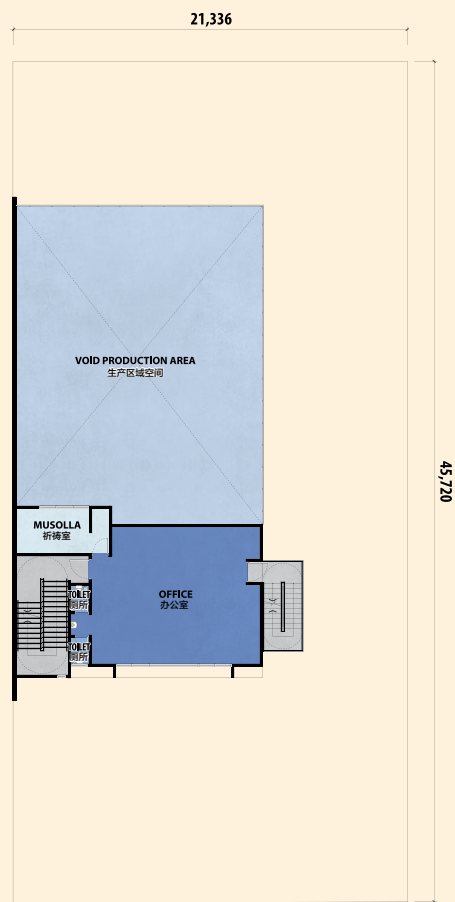 21,336
VOID PRODUCTION AREA
生产区域空间
45,720
MUSOLLA
祈祷室
OFFICE
办公室
TOILET
厕所
TOILET
厕所